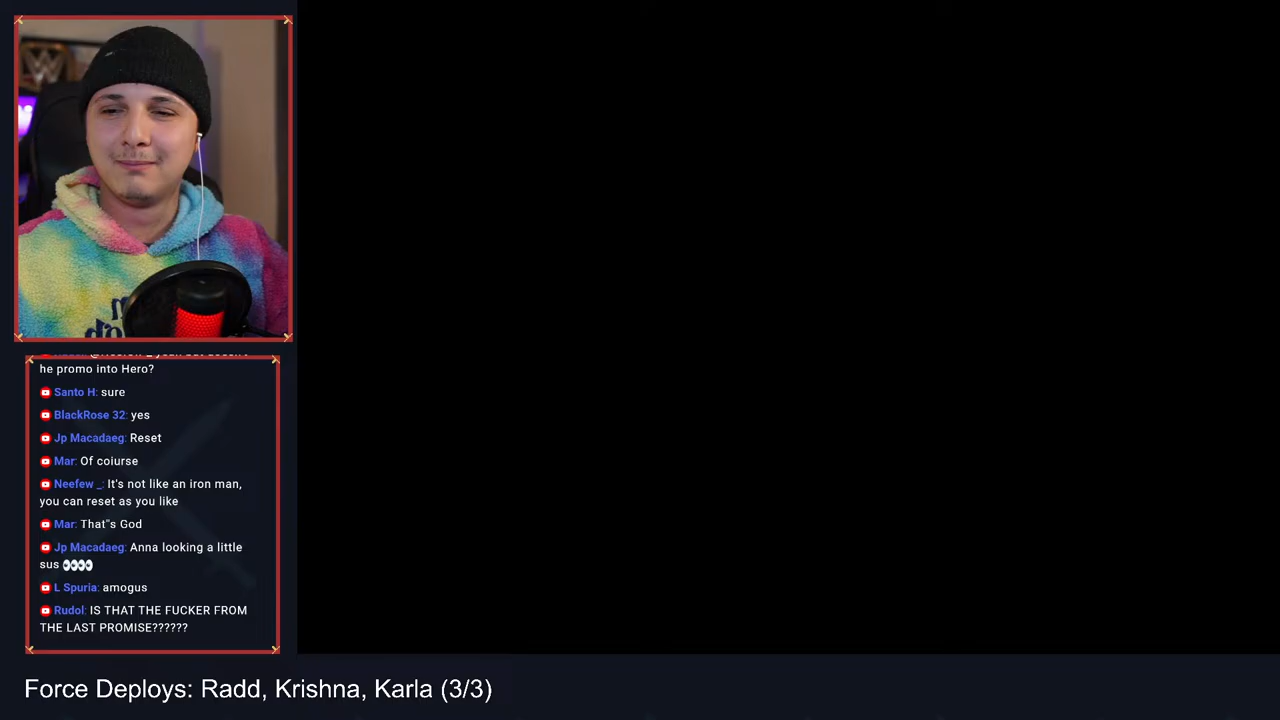 he promo into Hero?
Santo H: sure
BlackRose 32: yes
Jp Macadaeg: Reset
Mar: Of coiurse
Neefew _: It's not like an iron man,
you can reset as you like
Mar: That"s God
Jp Macadaeg: Anna looking a little
sus 👀👀
L Spuria: amogus
Rudol: IS THAT THE FUCKER FROM
THE LAST PROMISE??????
Force Deploys: Radd, Krishna, Karla (3/3)